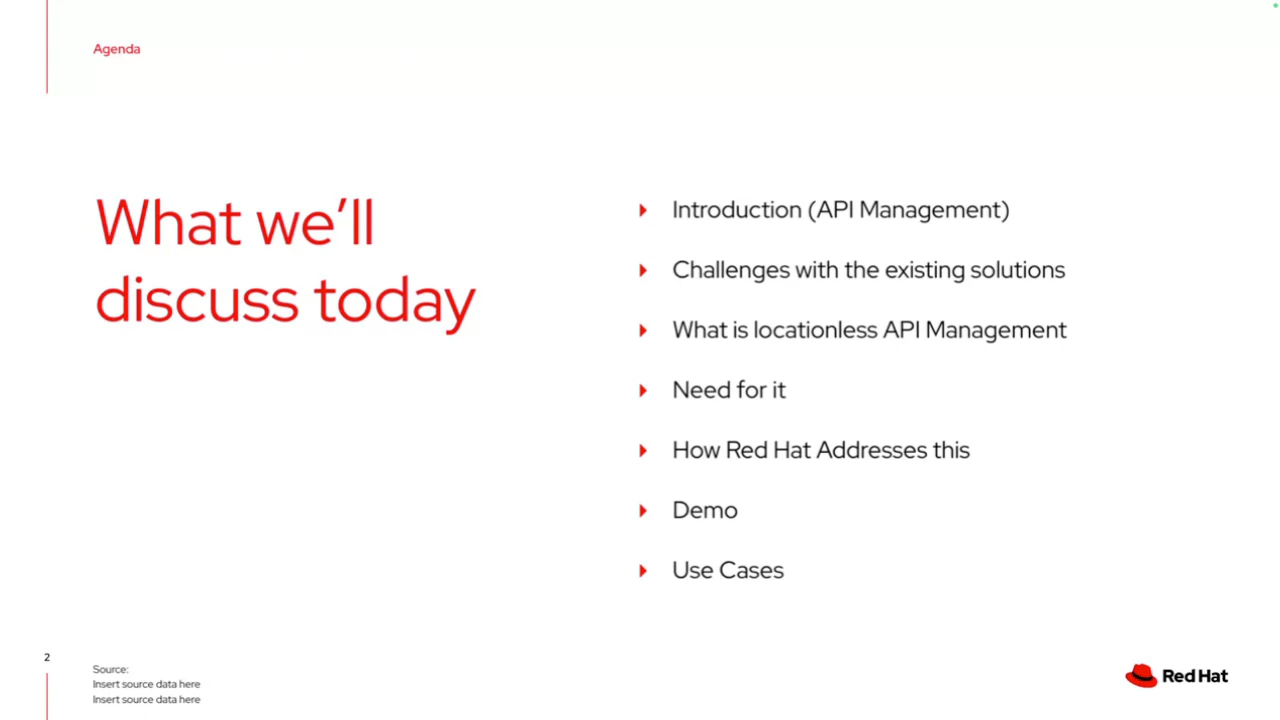 Agenda
What we’ll
discuss today
Introduction (API Management)
Challenges with the existing solutions
What is locationless API Management
Need for it
How Red Hat Addresses this
Demo
Use Cases
2
Source:
Insert source data here
Insert source data here
Red Hat